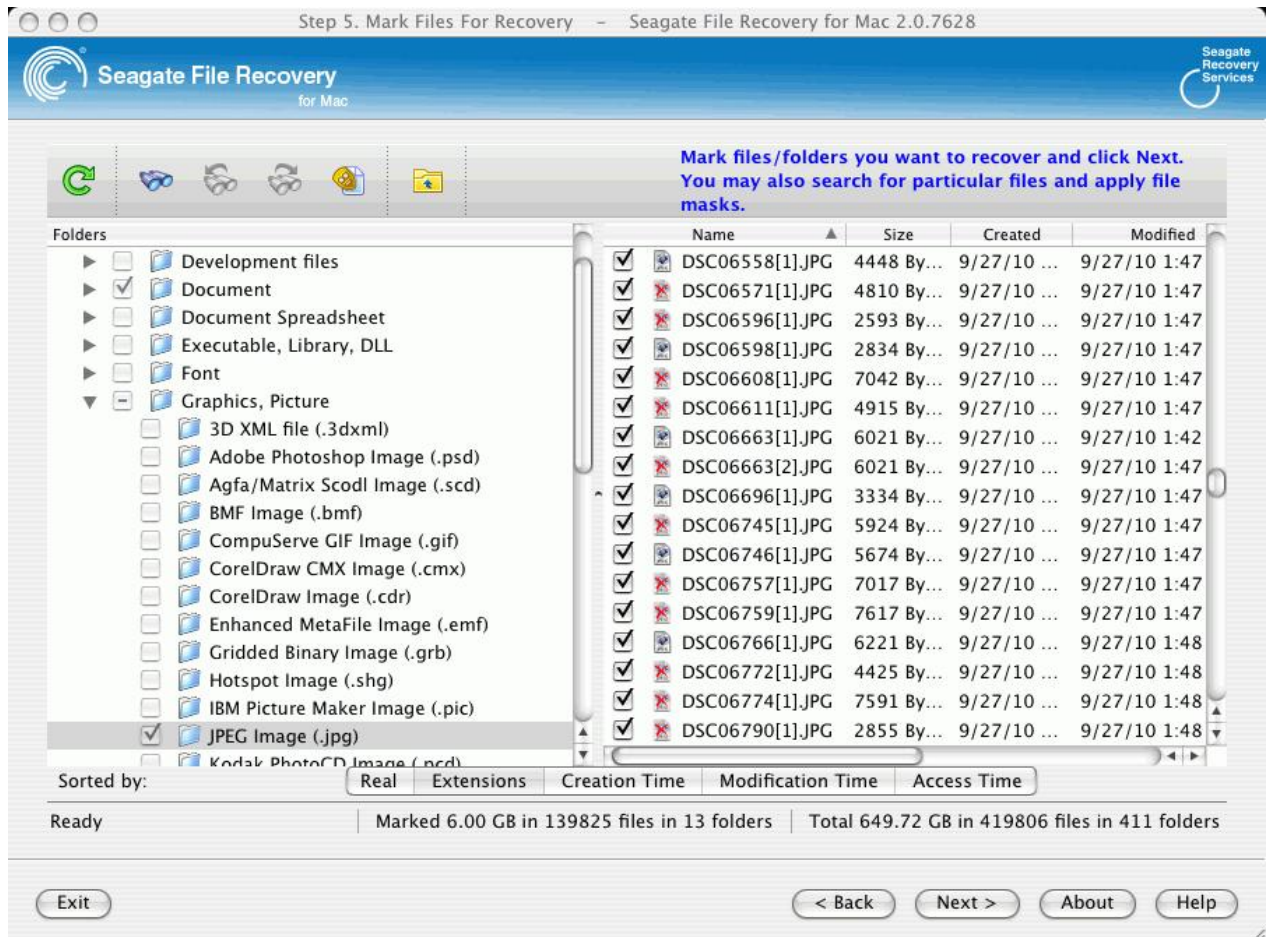 Step 5. Mark Files For Recovery – Seagate File Recovery for Mac 2.0.7628
Seagate File Recovery
for Mac
Seagate
Recovery
Services
Mark files/folders you want to recover and click Next.
You may also search for particular files and apply file
masks.
Folders
Development files
Document
Document Spreadsheet
Executable, Library, DLL
Font
Graphics, Picture
3D XML file (.3dxml)
Adobe Photoshop Image (.psd)
Agfa/Matrix Scodl Image (.scd)
BMF Image (.bmf)
CompuServe GIF Image (.gif)
CorelDraw CMX Image (.cmx)
CorelDraw Image (.cdr)
Enhanced MetaFile Image (.emf)
Gridded Binary Image (.grb)
Hotspot Image (.shg)
IBM Picture Maker Image (.pic)
JPEG Image (.jpg)
Kodak PhotoCD Image (.pcd)
Name Size Created Modified
DSC06558[1].JPG 4448 By... 9/27/10 ... 9/27/10 1:47
DSC06571[1].JPG 4810 By... 9/27/10 ... 9/27/10 1:47
DSC06596[1].JPG 2593 By... 9/27/10 ... 9/27/10 1:47
DSC06598[1].JPG 2834 By... 9/27/10 ... 9/27/10 1:47
DSC06608[1].JPG 7042 By... 9/27/10 ... 9/27/10 1:47
DSC06611[1].JPG 4915 By... 9/27/10 ... 9/27/10 1:47
DSC06663[1].JPG 6021 By... 9/27/10 ... 9/27/10 1:42
DSC06663[2].JPG 6021 By... 9/27/10 ... 9/27/10 1:47
DSC06696[1].JPG 3334 By... 9/27/10 ... 9/27/10 1:47
DSC06745[1].JPG 5924 By... 9/27/10 ... 9/27/10 1:47
DSC06746[1].JPG 5674 By... 9/27/10 ... 9/27/10 1:47
DSC06757[1].JPG 7017 By... 9/27/10 ... 9/27/10 1:47
DSC06759[1].JPG 7617 By... 9/27/10 ... 9/27/10 1:47
DSC06766[1].JPG 6221 By... 9/27/10 ... 9/27/10 1:48
DSC06772[1].JPG 4425 By... 9/27/10 ... 9/27/10 1:48
DSC06774[1].JPG 7591 By... 9/27/10 ... 9/27/10 1:48
DSC06790[1].JPG 2855 By... 9/27/10 ... 9/27/10 1:48
Sorted by: Real Extensions Creation Time Modification Time Access Time
Ready Marked 6.00 GB in 139825 files in 13 folders Total 649.72 GB in 419806 files in 411 folders
Exit < Back Next > About Help